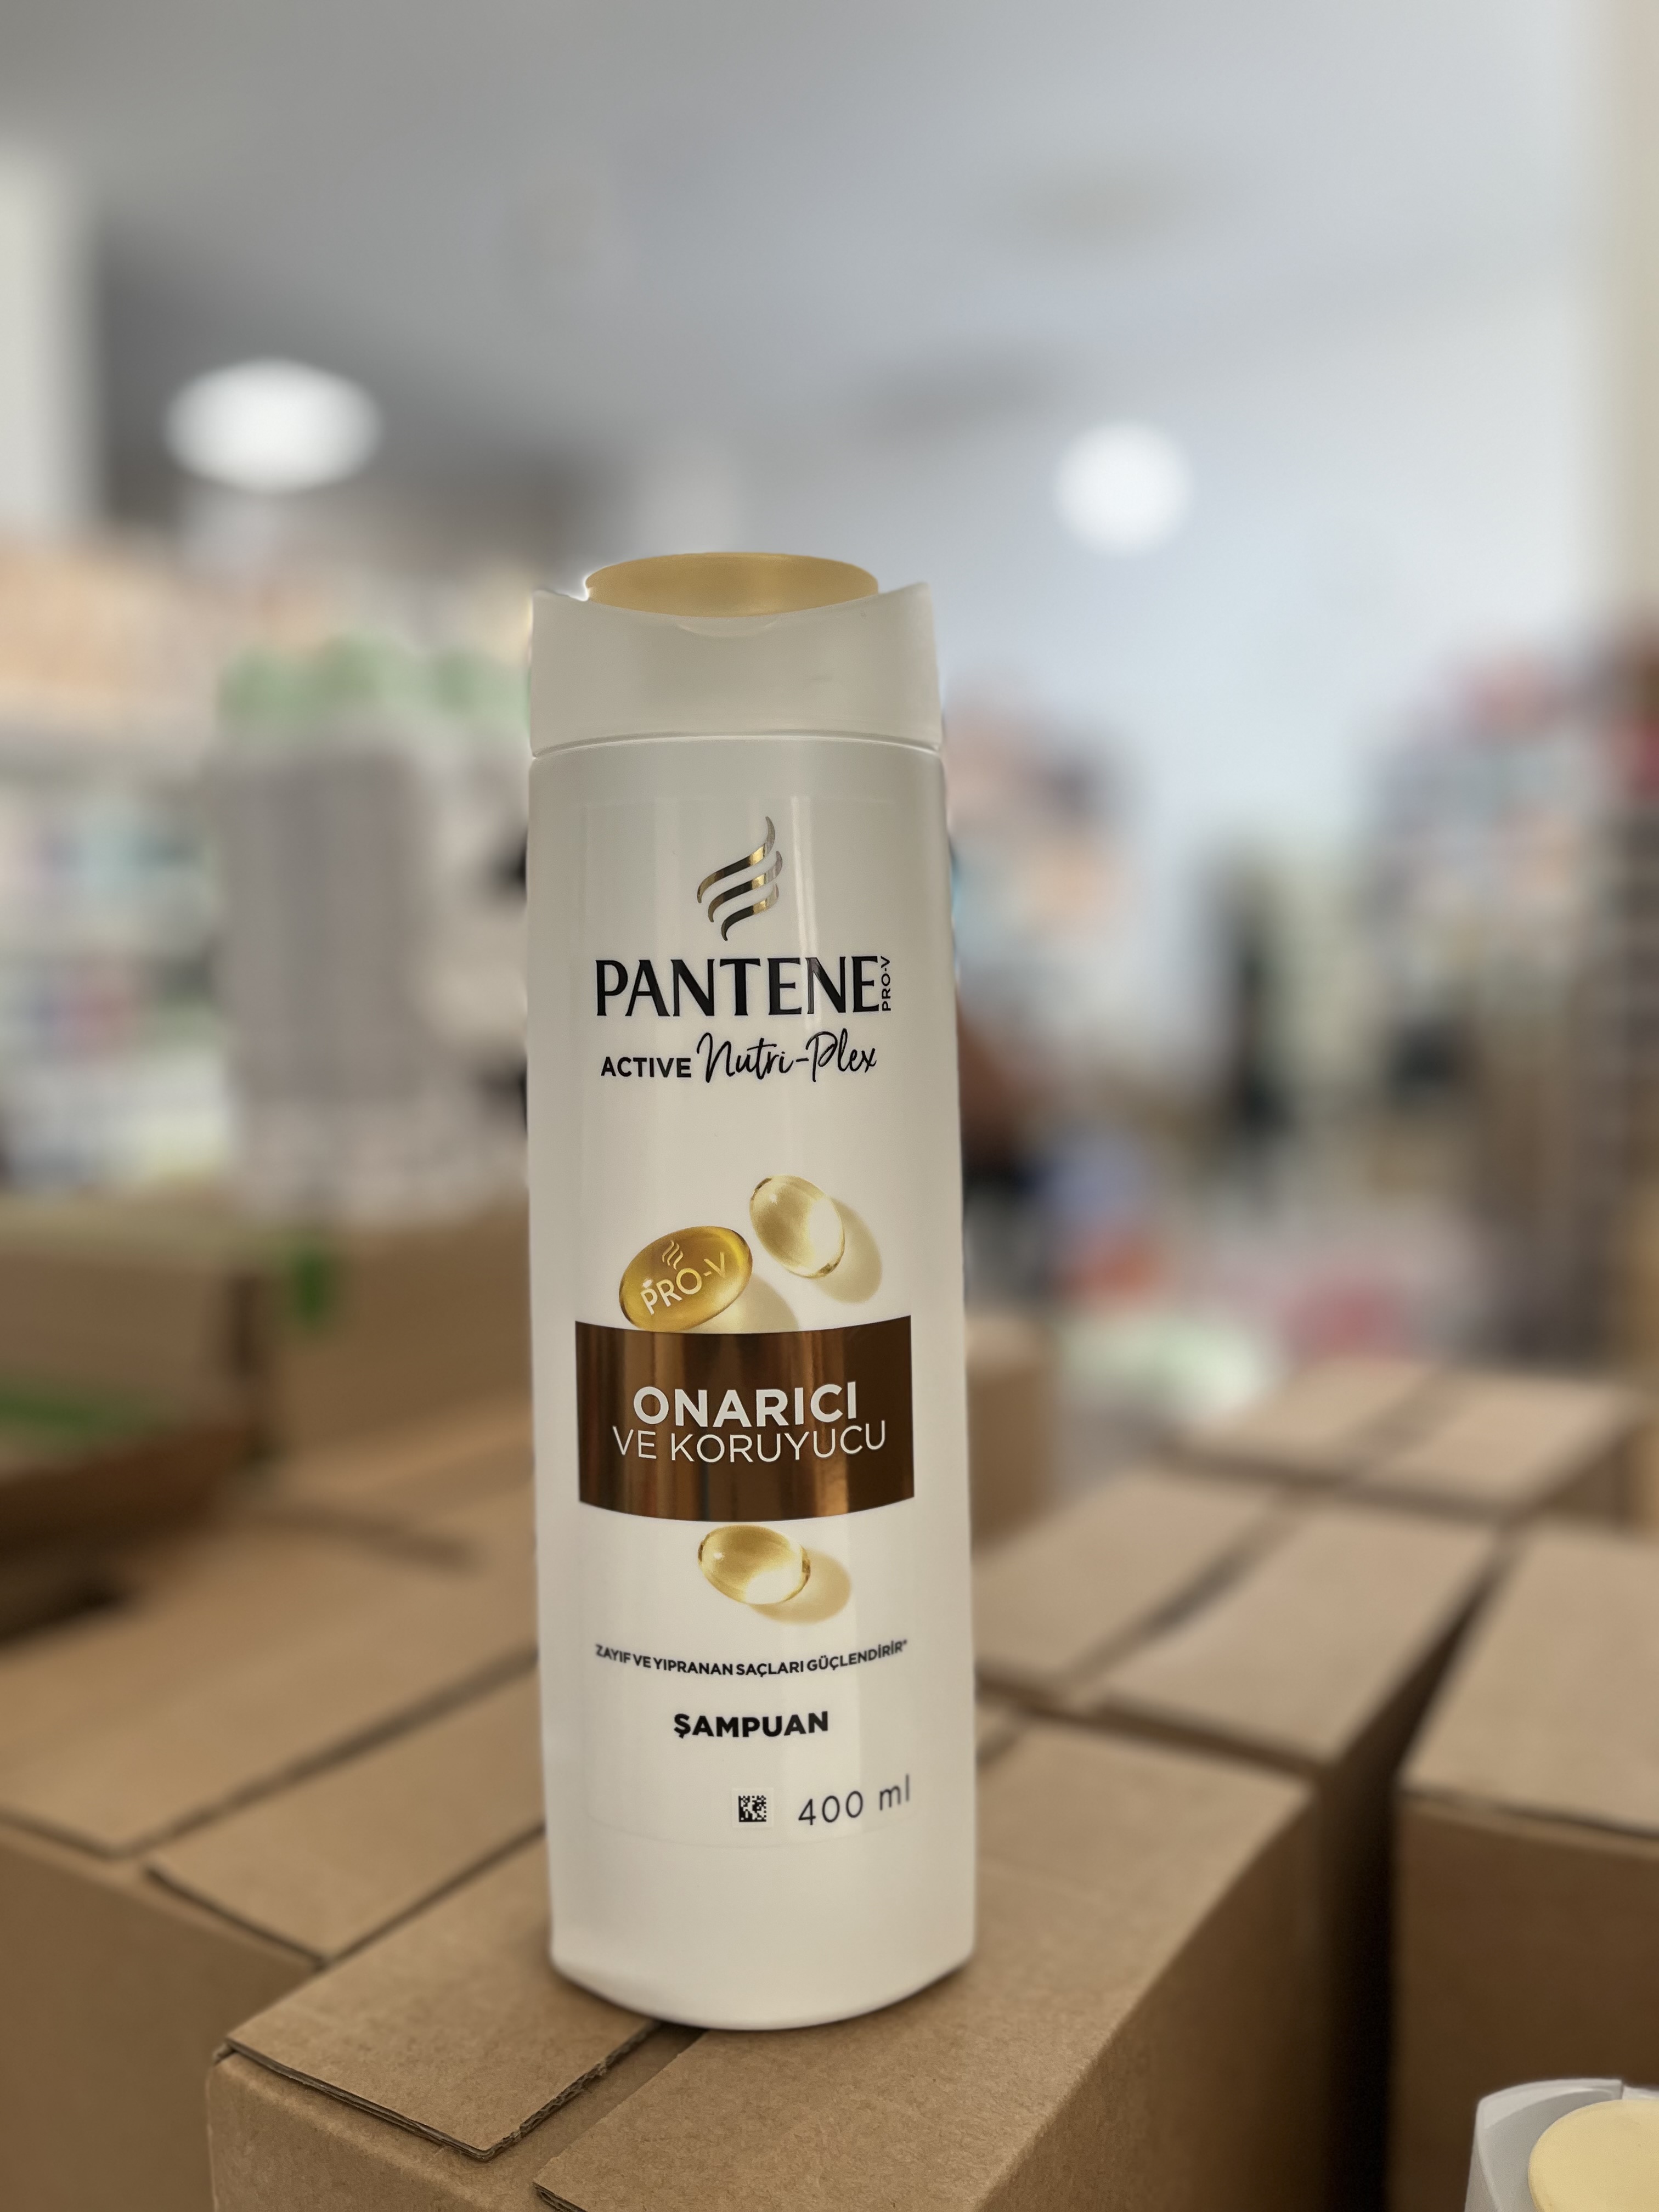 PANTENE PRO-V
ACTIVE Nutri-Plex
PRO-V
ONARICI
VE KORUYUCU
ZAYIF VE YIPRANAN SAÇLARI GÜÇLENDİRİR*
ŞAMPUAN
400 ml